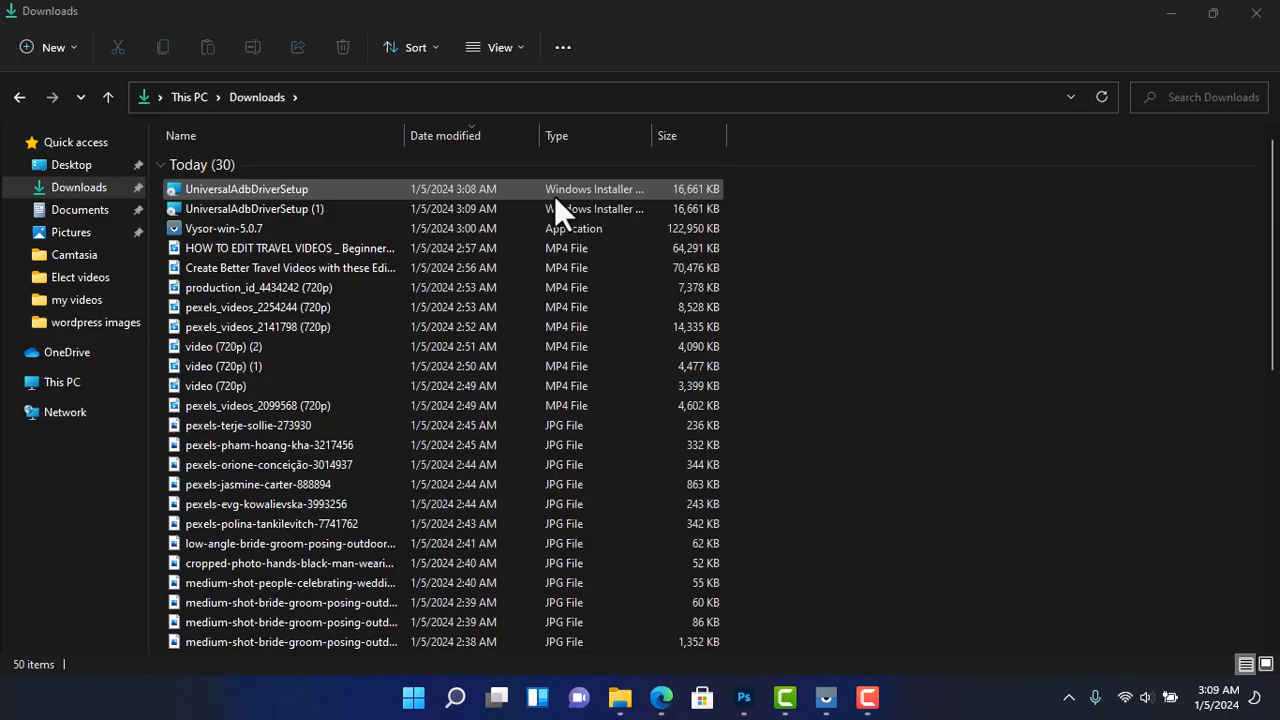 Downloads
New
Sort
View
This PC
Downloads
Search Downloads
Name
Date modified
Type
Size
Quick access
Desktop
Downloads
Documents
Pictures
Camtasia
Elect videos
my videos
wordpress images
OneDrive
This PC
Network
Today (30)
UniversalAdbDriverSetup 1/5/2024 3:08 AM Windows Installer ... 16,661 KB
UniversalAdbDriverSetup (1) 1/5/2024 3:09 AM Windows Installer ... 16,661 KB
Vysor-win-5.0.7 1/5/2024 3:00 AM Application 122,950 KB
HOW TO EDIT TRAVEL VIDEOS _ Beginner... 1/5/2024 2:57 AM MP4 File 64,291 KB
Create Better Travel Videos with these Edi... 1/5/2024 2:56 AM MP4 File 70,476 KB
production_id_4434242 (720p) 1/5/2024 2:53 AM MP4 File 7,378 KB
pexels_videos_2254244 (720p) 1/5/2024 2:53 AM MP4 File 8,528 KB
pexels_videos_2141798 (720p) 1/5/2024 2:52 AM MP4 File 14,335 KB
video (720p) (2) 1/5/2024 2:51 AM MP4 File 4,090 KB
video (720p) (1) 1/5/2024 2:50 AM MP4 File 4,477 KB
video (720p) 1/5/2024 2:49 AM MP4 File 3,399 KB
pexels_videos_2099568 (720p) 1/5/2024 2:49 AM MP4 File 4,602 KB
pexels-terje-sollie-273930 1/5/2024 2:45 AM JPG File 236 KB
pexels-pham-hoang-kha-3217456 1/5/2024 2:45 AM JPG File 332 KB
pexels-orione-conceição-3014937 1/5/2024 2:44 AM JPG File 344 KB
pexels-jasmine-carter-888894 1/5/2024 2:44 AM JPG File 863 KB
pexels-evg-kowalievska-3993256 1/5/2024 2:44 AM JPG File 243 KB
pexels-polina-tankilevitch-7741762 1/5/2024 2:43 AM JPG File 342 KB
low-angle-bride-groom-posing-outdoor... 1/5/2024 2:41 AM JPG File 62 KB
cropped-photo-hands-black-man-weari... 1/5/2024 2:40 AM JPG File 52 KB
medium-shot-people-celebrating-weddi... 1/5/2024 2:40 AM JPG File 55 KB
medium-shot-bride-groom-posing-outd... 1/5/2024 2:39 AM JPG File 60 KB
medium-shot-bride-groom-posing-outd... 1/5/2024 2:39 AM JPG File 86 KB
medium-shot-bride-groom-posing-outd... 1/5/2024 2:38 AM JPG File 1,352 KB
50 items
Ps
3:09 AM
1/5/2024